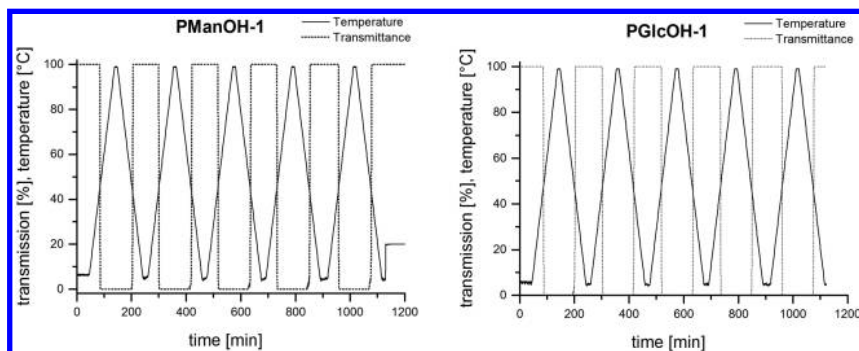 PManOH-1
Temperature
Transmittance
transmission [%], temperature [°C]
100
80
60
40
20
0
0 200 400 600 800 1000 1200
time [min]
PGlcOH-1
Temperature
Transmittance
transmission [%], temperature [°C]
100
80
60
40
20
0
0 200 400 600 800 1000 1200
time [min]